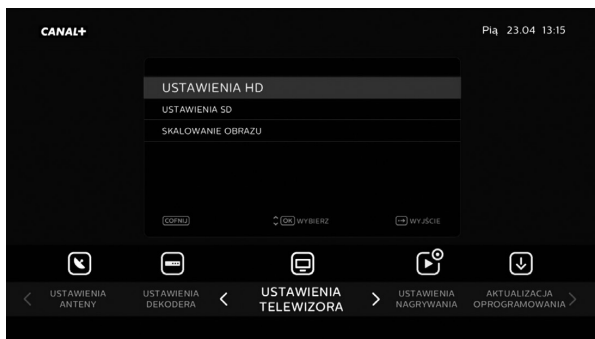 CANAL+
Pią 23.04 13:15
USTAWIENIA HD
USTAWIENIA SD
SKALOWANIE OBRAZU
COFNIJ OK WYBIERZ WYJŚCIE
USTAWIENIA ANTENY
USTAWIENIA DEKODERA
USTAWIENIA TELEWIZORA
USTAWIENIA NAGRYWANIA
AKTUALIZACJA OPROGRAMOWANIA